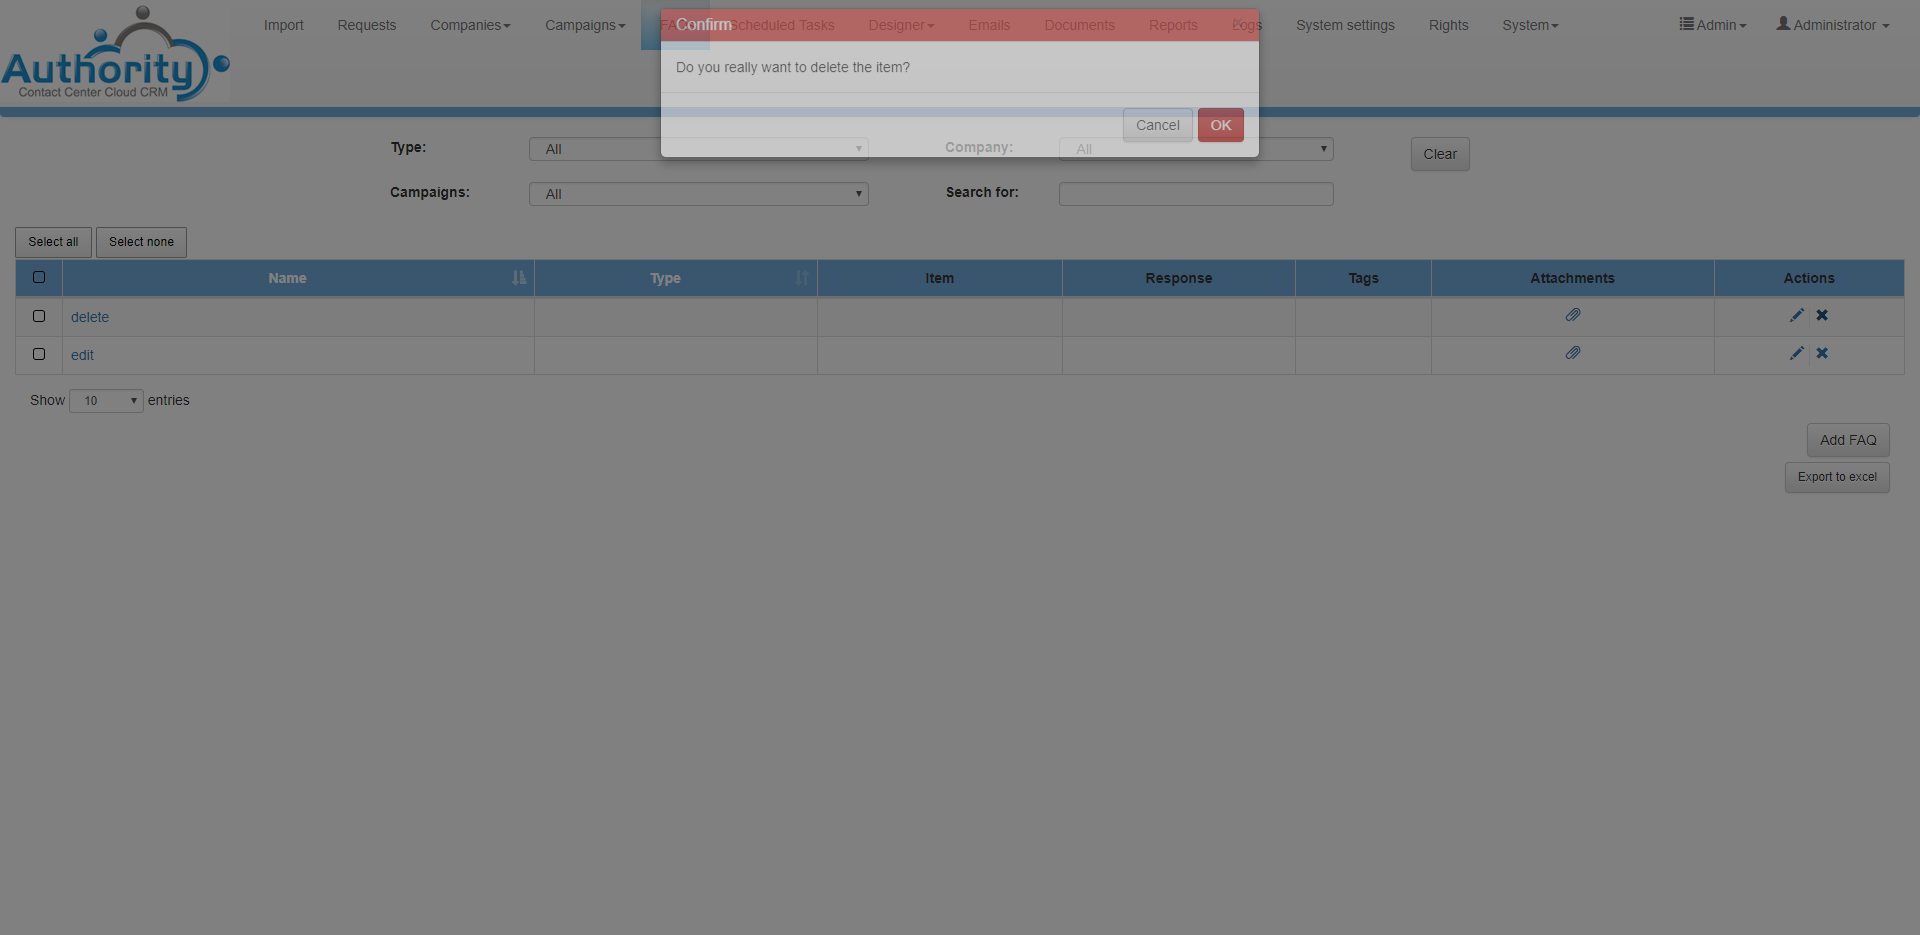 Authority
Contact Center Cloud CRM
Import Requests Companies Campaigns Scheduled Tasks Designer Emails Documents Reports Logs System settings Rights System Admin Administrator
Confirm
Do you really want to delete the item?
Cancel OK
Type: All Company: All Clear
Campaigns: All Search for:
Select all Select none
Name Type Item Response Tags Attachments Actions
delete
edit
Show 10 entries
Add FAQ
Export to excel